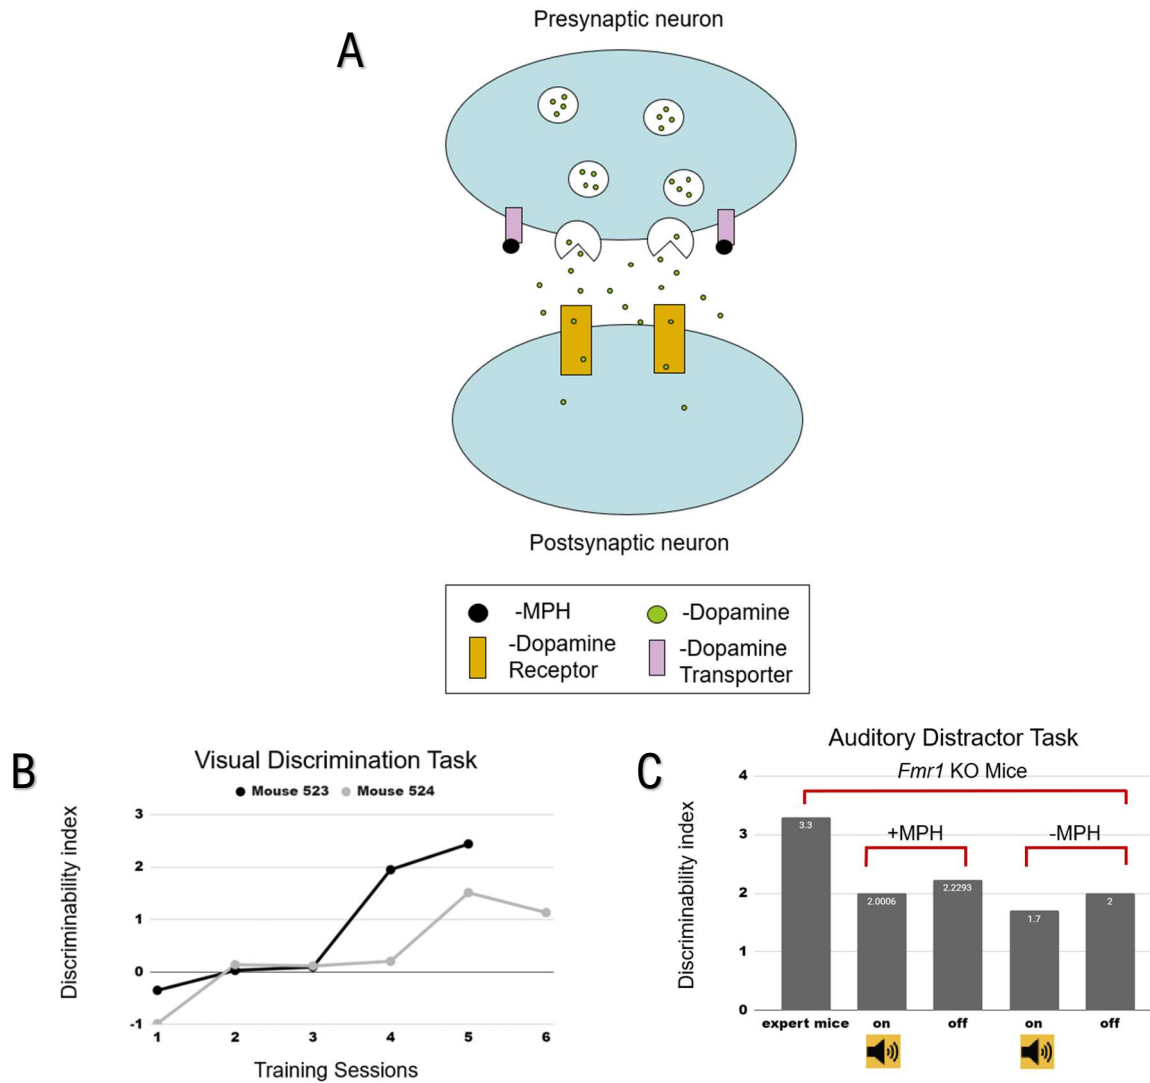 A
Presynaptic neuron
Postsynaptic neuron
-MPH
-Dopamine
-Dopamine
Receptor
-Dopamine
Transporter
B
Visual Discrimination Task
Mouse 523 Mouse 524
Discriminability index
3
2
1
0
-1
1 2 3 4 5 6
Training Sessions
C
Auditory Distractor Task
Fmr1 KO Mice
+MPH -MPH
Discriminability index
4
3
2
1
0
3.3
2.0006
2.2293
1.7
2
expert mice on off on off